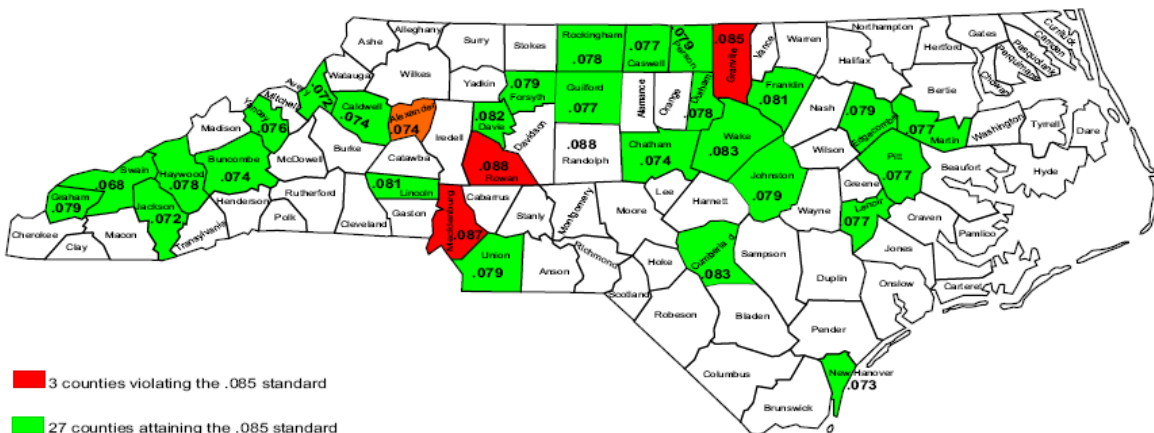 Ashe
Alleghany
Surry
Stokes
Rockingham
.078
.077
Caswell
.079
Person
.085
Granville
Vance
Warren
Northampton
Gates
Currituck
Camden
Pasquotank
Perquimans
Chowan
Hertford
Halifax
Bertie
Avery
.072
Watauga
Wilkes
Yadkin
.079
Forsyth
Guilford
.077
Alamance
Orange
Durham
.078
Franklin
.081
Nash
.079
Edgecombe
.077
Martin
Washington
Tyrrell
Dare
Mitchell
Yancey
.076
Caldwell
.074
Alexander
.074
Iredell
.082
Davie
Davidson
.088
Randolph
Chatham
.074
Wake
.083
Wilson
Pitt
.077
Beaufort
Hyde
Madison
Buncombe
.074
McDowell
Burke
Catawba
.088
Rowan
Johnston
.079
Greene
Swain
.068
Haywood
.078
Graham
.079
Jackson
.072
Henderson
Rutherford
Polk
Cleveland
.081
Lincoln
Gaston
Mecklenburg
.087
Cabarrus
Stanly
Montgomery
Moore
Lee
Harnett
Wayne
Lenoir
.077
Craven
Pamlico
Cherokee
Clay
Macon
Transylvania
Union
.079
Anson
Richmond
Scotland
Hoke
Cumberla d
.083
Sampson
Duplin
Jones
Onslow
Carteret
Robeson
Bladen
Pender
Columbus
Brunswick
New Hanover
.073
3 counties violating the .085 standard
27 counties attaining the .085 standard